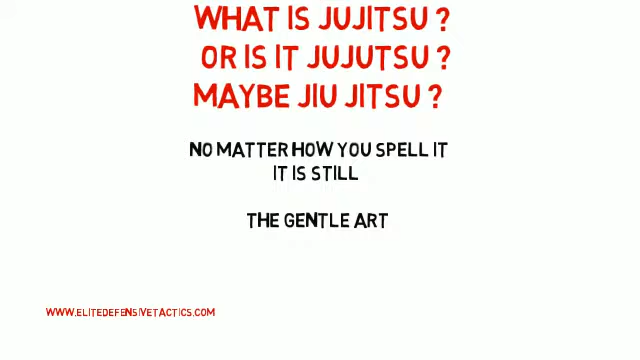 WHAT IS JUJITSU ?
OR IS IT JUJUTSU ?
MAYBE JIU JITSU ?
NO MATTER HOW YOU SPELL IT
IT IS STILL
THE GENTLE ART
WWW.ELITEDEFENSIVETACTICS.COM